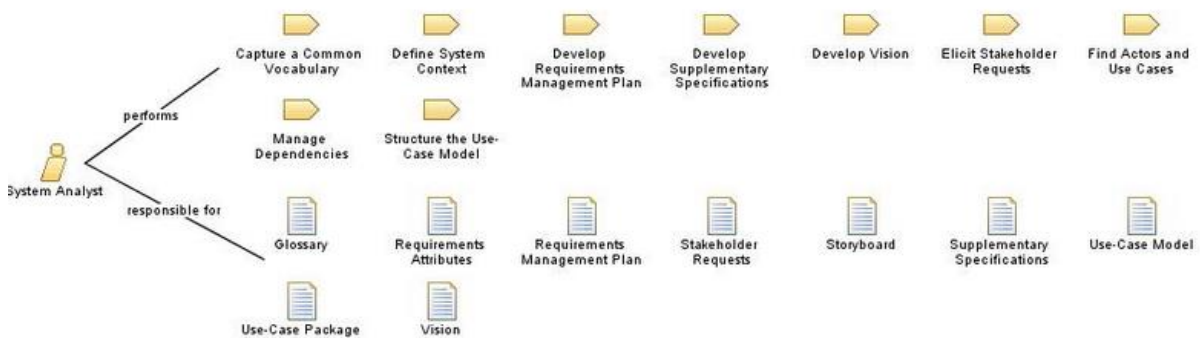 Capture a Common
Vocabulary
Define System
Context
Develop
Requirements
Management Plan
Develop
Supplementary
Specifications
Develop Vision
Elicit Stakeholder
Requests
Find Actors and
Use Cases
performs
Manage
Dependencies
Structure the Use-
Case Model
System Analyst
responsible for
Glossary
Requirements
Attributes
Requirements
Management Plan
Stakeholder
Requests
Storyboard
Supplementary
Specifications
Use-Case Model
Use-Case Package
Vision